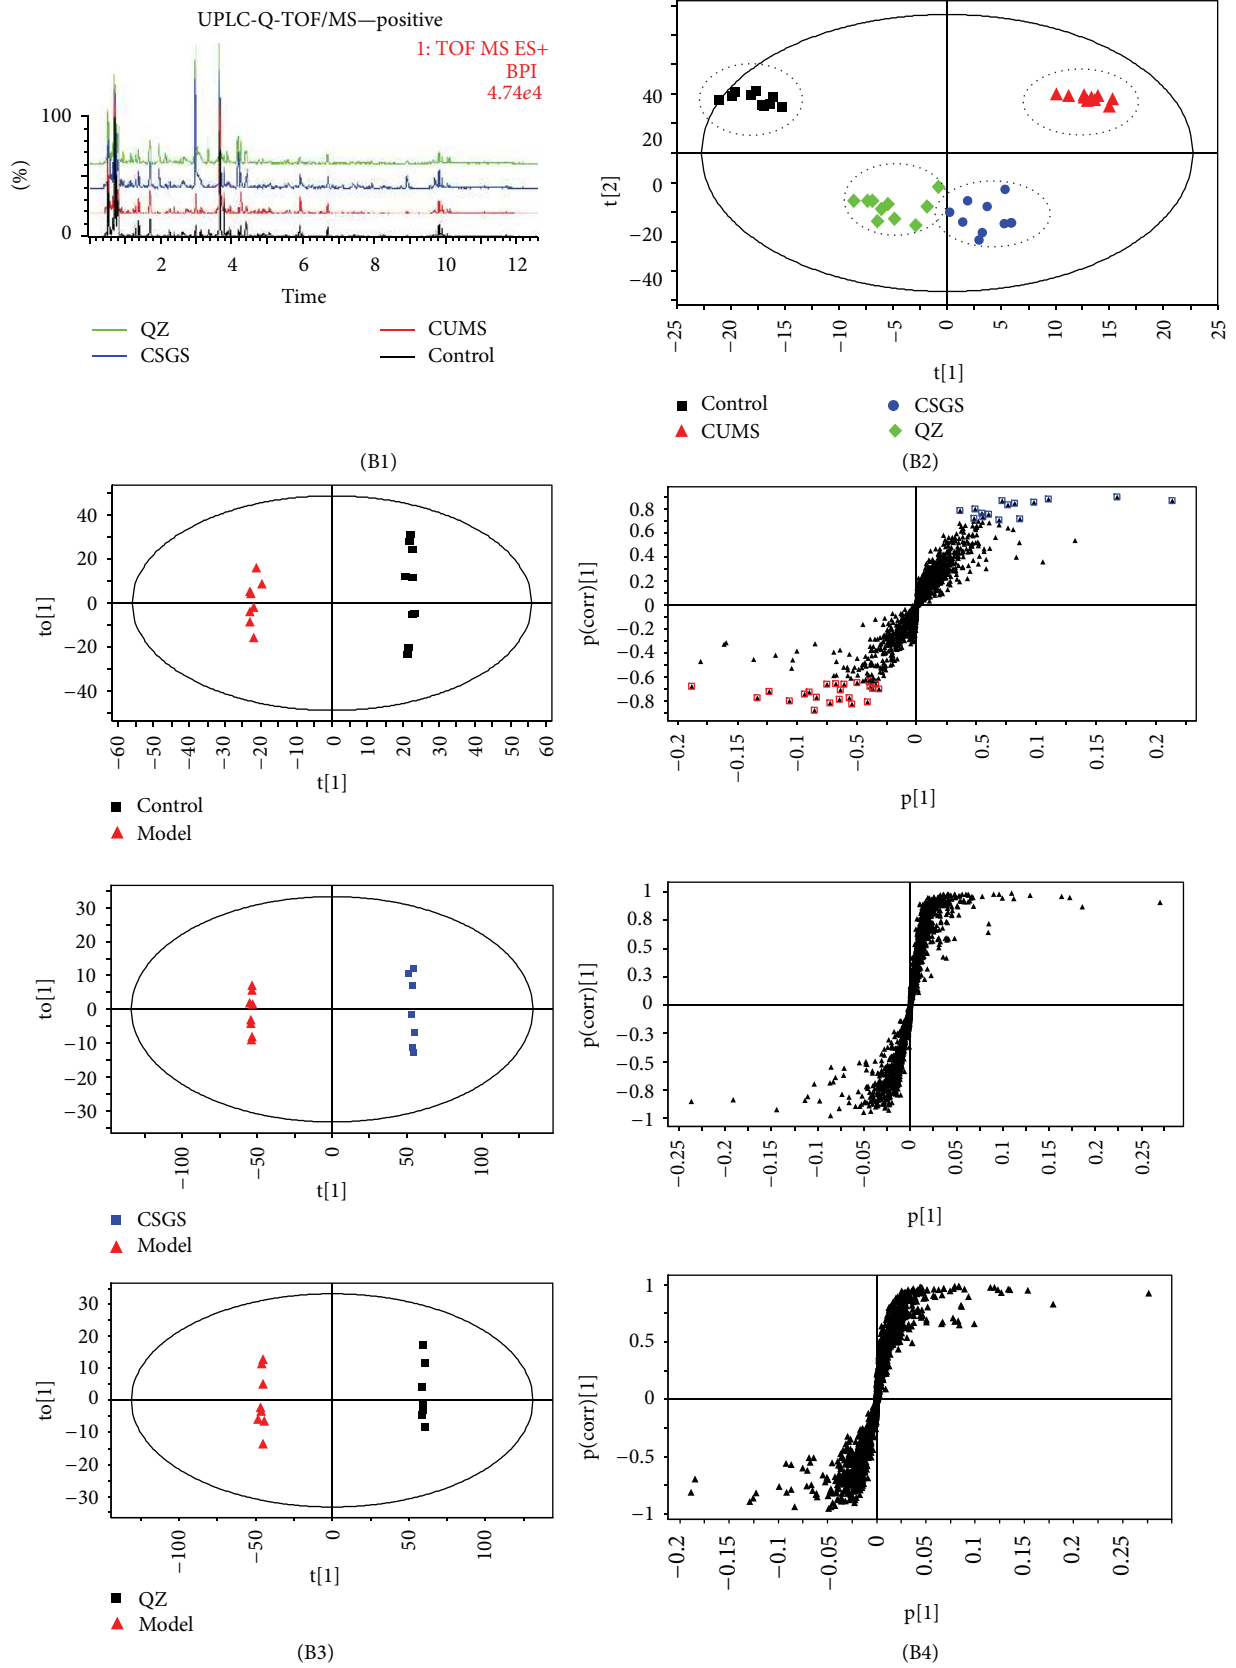 UPLC-Q-TOF/MS—positive
1: TOF MS ES+
BPI
4.74e4
100
(%)
0
2 4 6 8 10 12
Time
QZ CUMS
CSGS Control
(B1)
40
20
0
−20
−40
t[2]
−25 −20 −15 −10 −5 0 5 10 15 20 25
t[1]
Control CSGS
CUMS QZ
(B2)
40
20
0
−20
−40
to[1]
−60 −50 −40 −30 −20 −10 0 10 20 30 40 50 60
t[1]
Control
Model
0.8
0.6
0.4
0.2
0
−0.2
−0.4
−0.6
−0.8
p(corr)[1]
−0.2 −0.15 −0.1 −0.5 0 0.5 0.1 0.15 0.2
p[1]
30
20
10
0
−10
−20
−30
to[1]
−100 −50 0 50 100
t[1]
CSGS
Model
1
0.8
0.5
0.3
0
−0.3
−0.5
−0.8
−1
p(corr)[1]
−0.25 −0.2 −0.15 −0.1 −0.05 0 0.05 0.1 0.15 0.2 0.25
p[1]
30
20
10
0
−10
−20
−30
to[1]
−100 −50 0 50 100
t[1]
QZ
Model
(B3)
1
0.5
0
−0.5
−1
p(corr)[1]
−0.2 −0.15 −0.1 −0.05 0 0.05 0.1 0.15 0.2 0.25
p[1]
(B4)